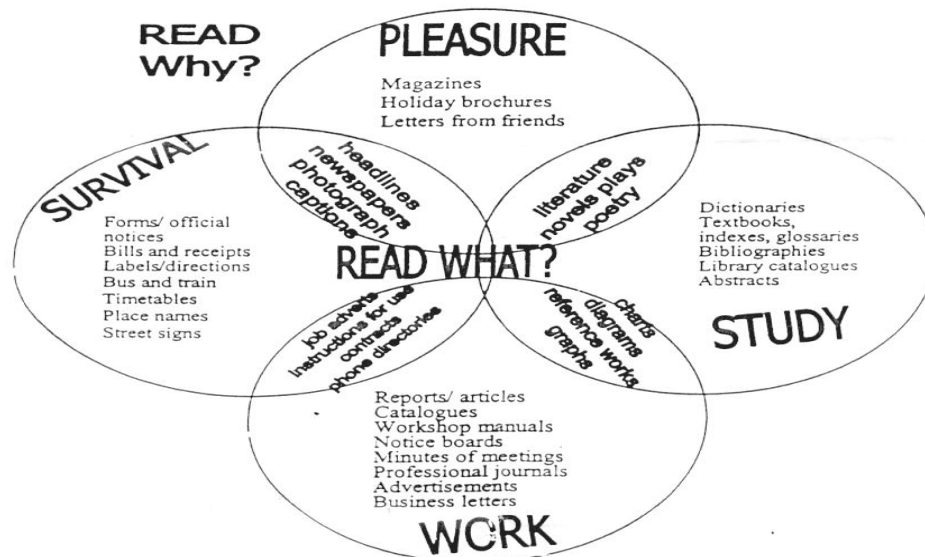 READ
Why?
PLEASURE
Magazines
Holiday brochures
Letters from friends
SURVIVAL
headlines
newspapers
photograph
captions
literature
novels plays
poetry
Forms/ official
notices
Bills and receipts
Labels/directions
Bus and train
Timetables
Place names
Street signs
READ WHAT?
Dictionaries
Textbooks,
indexes, glossaries
Bibliographies
Library catalogues
Abstracts
STUDY
job adverts
Instructions for use
contracts
phone directories
charts
diagrams
reference works
graphs
Reports/ articles
Catalogues
Workshop manuals
Notice boards
Minutes of meetings
Professional journals
Advertisements
Business letters
WORK